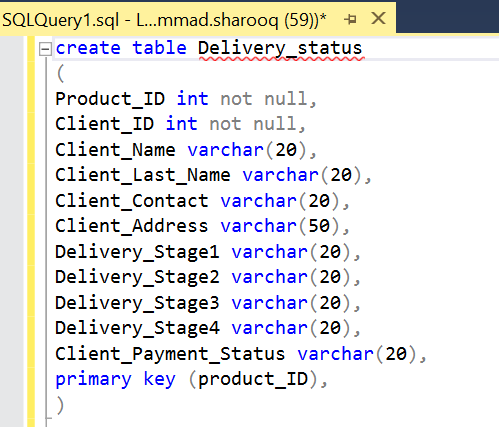 SQLQuery1.sql - L...mmad.sharooq (59))*
create table Delivery_status
(
Product_ID int not null,
Client_ID int not null,
Client_Name varchar(20),
Client_Last_Name varchar(20),
Client_Contact varchar(20),
Client_Address varchar(50),
Delivery_Stage1 varchar(20),
Delivery_Stage2 varchar(20),
Delivery_Stage3 varchar(20),
Delivery_Stage4 varchar(20),
Client_Payment_Status varchar(20),
primary key (product_ID),
)